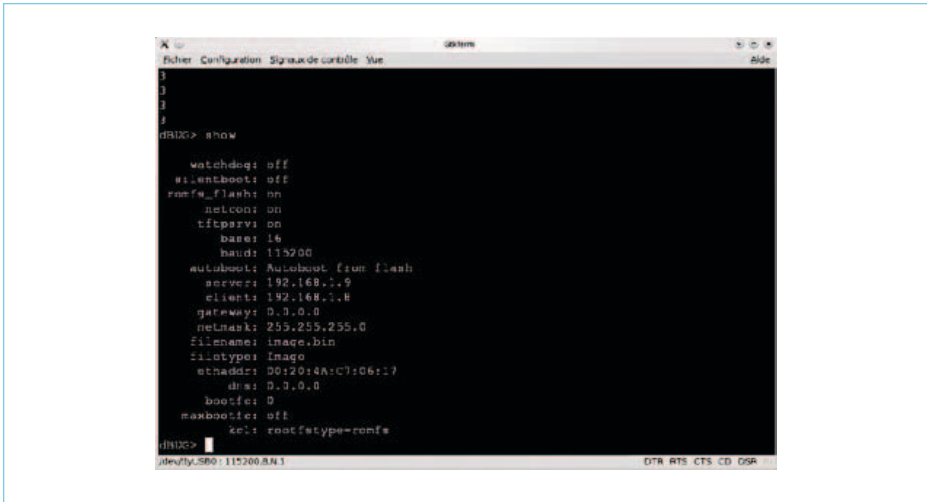 Gtkterm
Fichier Configuration Signaux de contrôle Vue Aide
3
3
3
3
dBUG> show
watchdog: off
silentboot: off
romfs_flash: on
netcon: on
tftpsrv: on
base: 16
baud: 115200
autoboot: Autoboot from flash
server: 192.168.1.9
client: 192.168.1.8
gateway: 0.0.0.0
netmask: 255.255.255.0
filename: image.bin
filetype: Image
ethaddr: 00:20:4A:C7:06:17
dns: 0.0.0.0
bootfc: 0
maxbootfc: off
kcl: rootfstype=romfs
dBUG>
/dev/ttyUSB0 : 115200,8,N,1 DTR RTS CTS CD DSR